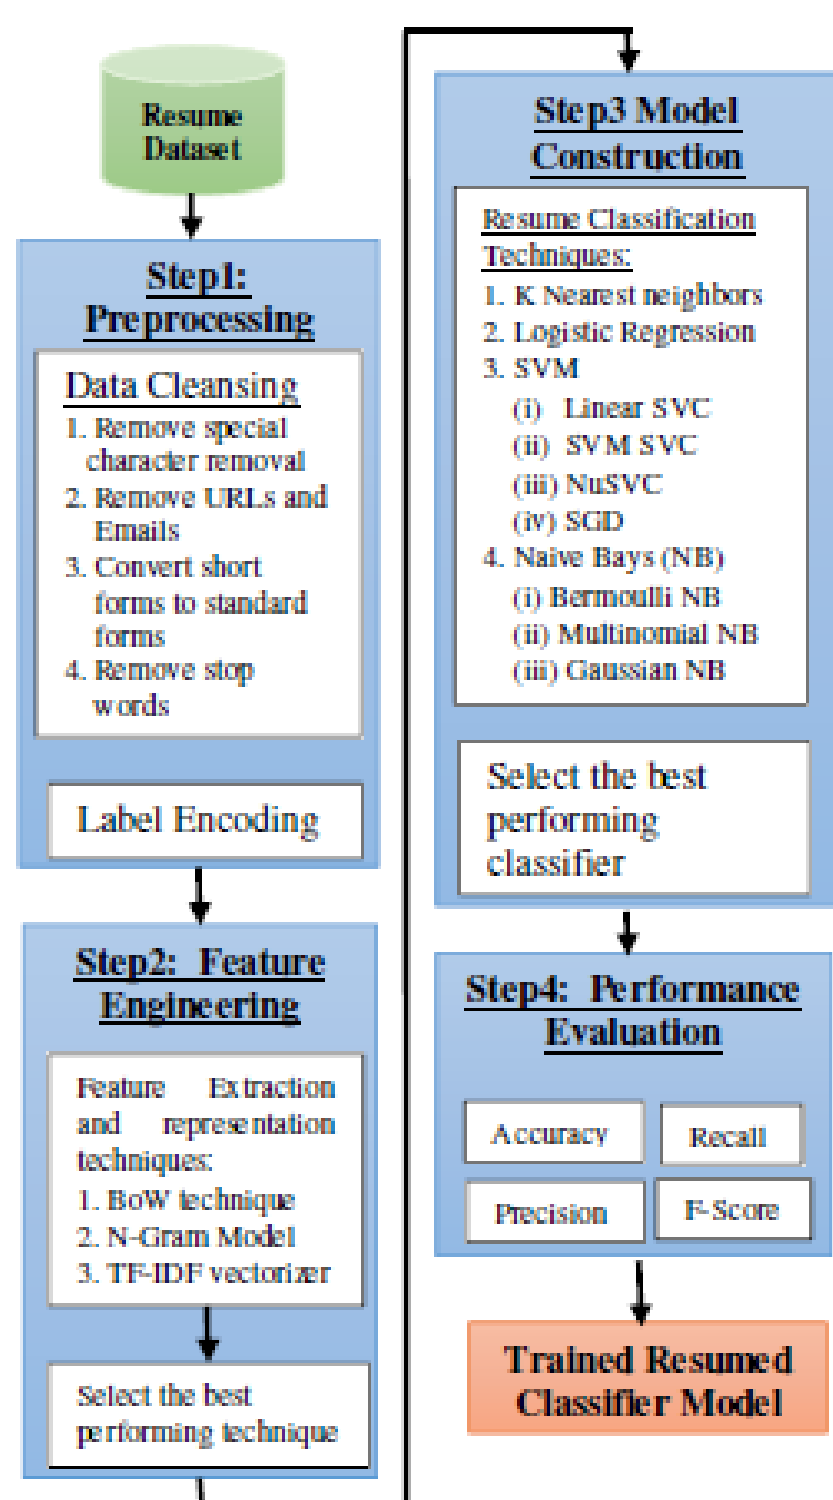 Resume
Dataset
Step1:
Preprocessing
Data Cleansing
1. Remove special
character removal
2. Remove URLs and
Emails
3. Convert short
forms to standard
forms
4. Remove stop
words
Label Encoding
Step2: Feature
Engineering
Feature Extraction
and representation
techniques:
1. BoW technique
2. N-Gram Model
3. TF-IDF vectorizer
Select the best
performing technique
Step3 Model
Construction
Resume Classification
Techniques:
1. K Nearest neighbors
2. Logistic Regression
3. SVM
(i) Linear SVC
(ii) SVM SVC
(iii) NuSVC
(iv) SGD
4. Naive Bays (NB)
(i) Bermoulli NB
(ii) Multinomial NB
(iii) Gaussian NB
Select the best
performing
classifier
Step4: Performance
Evaluation
Accuracy
Recall
Precision
F-Score
Trained Resumed
Classifier Model